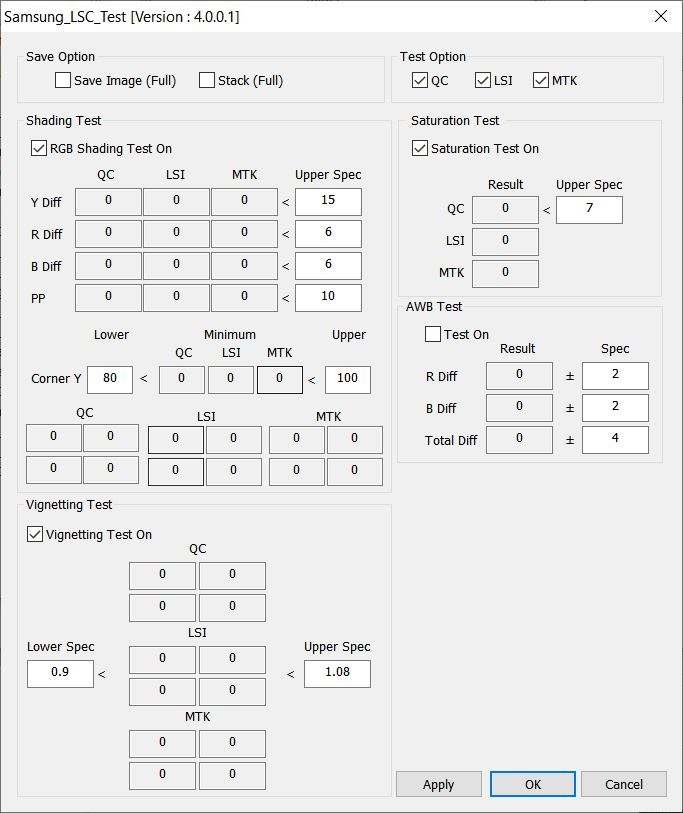 Samsung_LSC_Test [Version : 4.0.0.1]
Save Option
Save Image (Full) Stack (Full)
Test Option
QC LSI MTK
Shading Test
RGB Shading Test On
QC LSI MTK Upper Spec
Y Diff 0 0 0 < 15
R Diff 0 0 0 < 6
B Diff 0 0 0 < 6
PP 0 0 0 < 10
Lower Minimum Upper
QC LSI MTK
Corner Y 80 < 0 0 0 < 100
QC LSI MTK
0 0 0 0 0 0
0 0 0 0 0 0
Saturation Test
Saturation Test On
Result Upper Spec
QC 0 < 7
LSI 0
MTK 0
AWB Test
Test On
Result Spec
R Diff 0 ± 2
B Diff 0 ± 2
Total Diff 0 ± 4
Vignetting Test
Vignetting Test On
QC
0 0
0 0
LSI
Lower Spec Upper Spec
0 0
0.9 < < 1.08
0 0
MTK
0 0
0 0
Apply OK Cancel